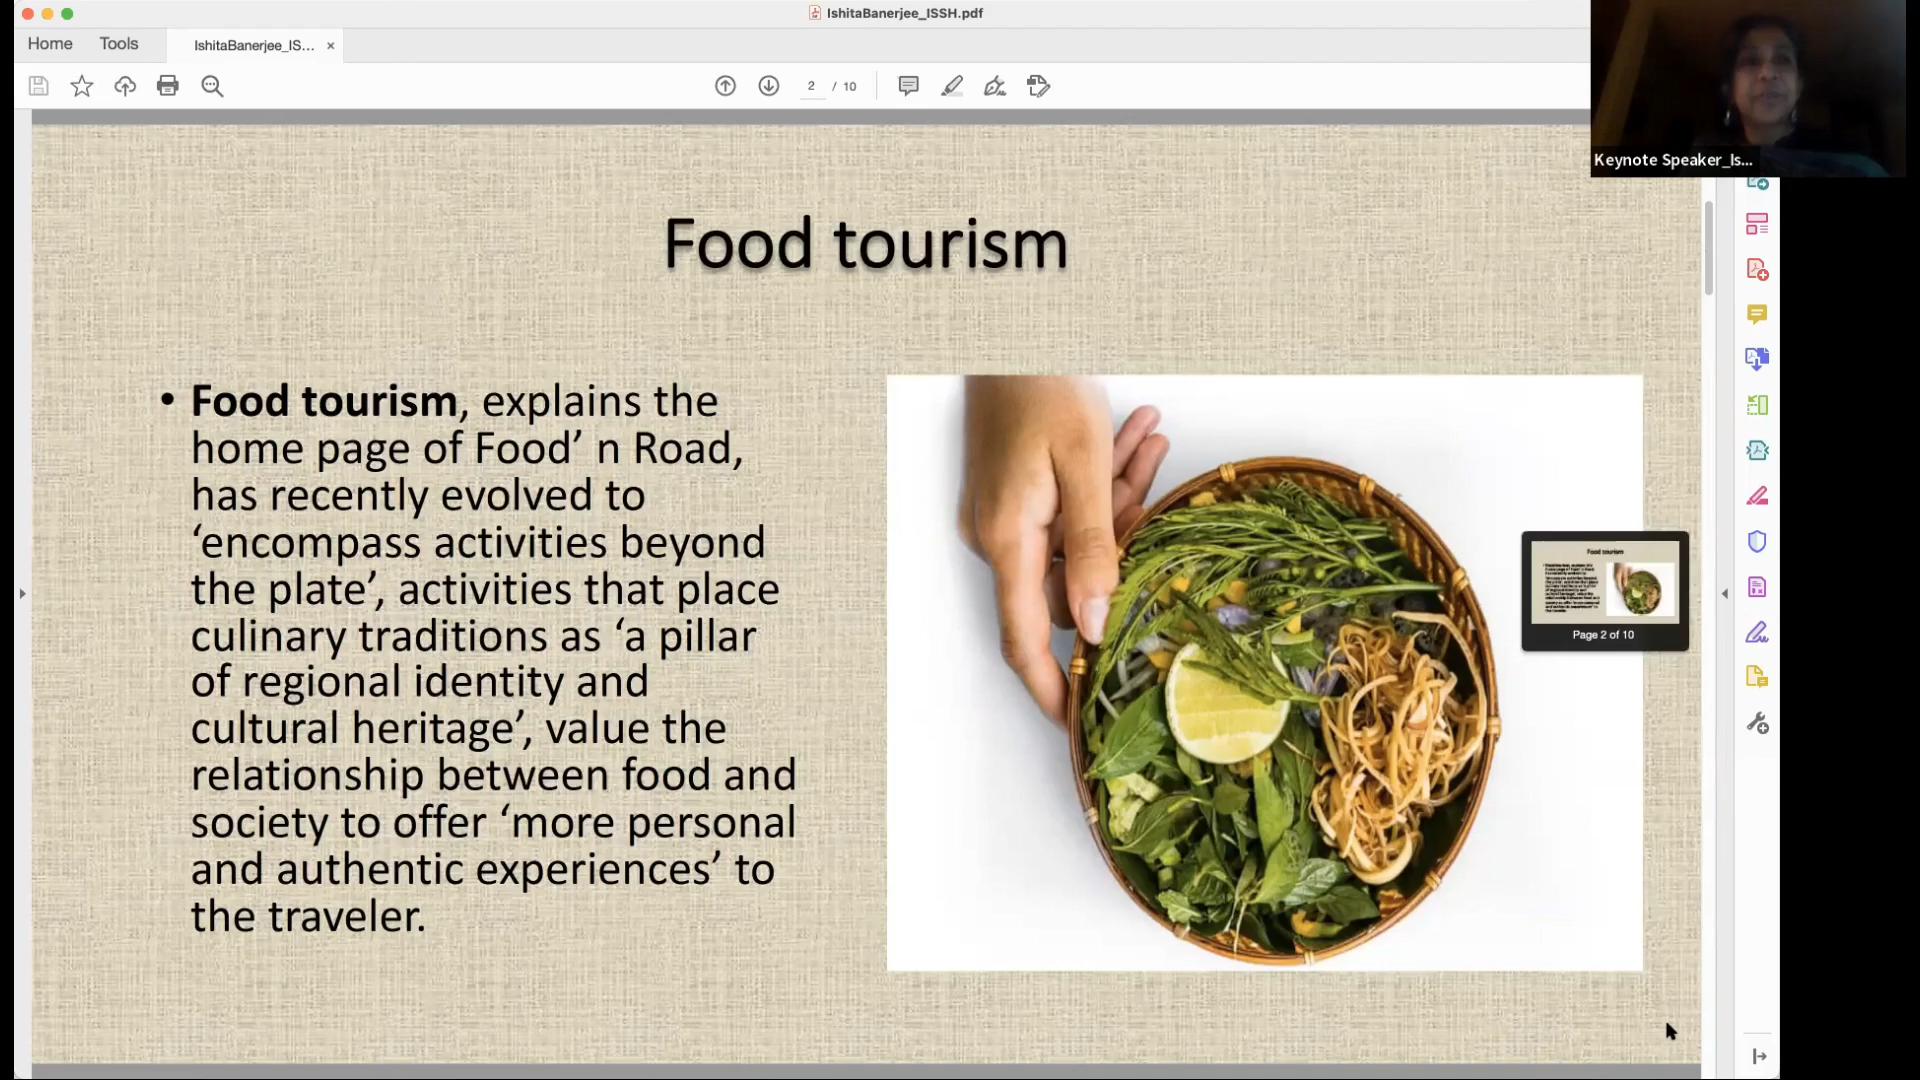 IshitaBanerjee_ISSH.pdf
Home Tools IshitaBanerjee_IS... ×
2 / 10
Keynote Speaker_Is...
Food tourism
• Food tourism, explains the
home page of Food’ n Road,
has recently evolved to
‘encompass activities beyond
the plate’, activities that place
culinary traditions as ‘a pillar
of regional identity and
cultural heritage’, value the
relationship between food and
society to offer ‘more personal
and authentic experiences’ to
the traveler.
Food tourism
Page 2 of 10